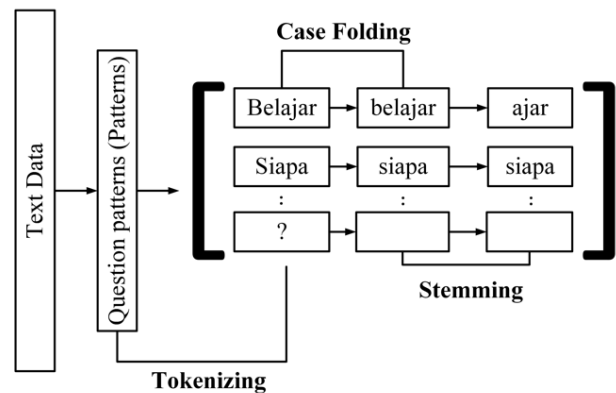 Case Folding
Text Data
Question patterns (Patterns)
Belajar
belajar
ajar
Siapa
siapa
siapa
:
:
:
?
Stemming
Tokenizing